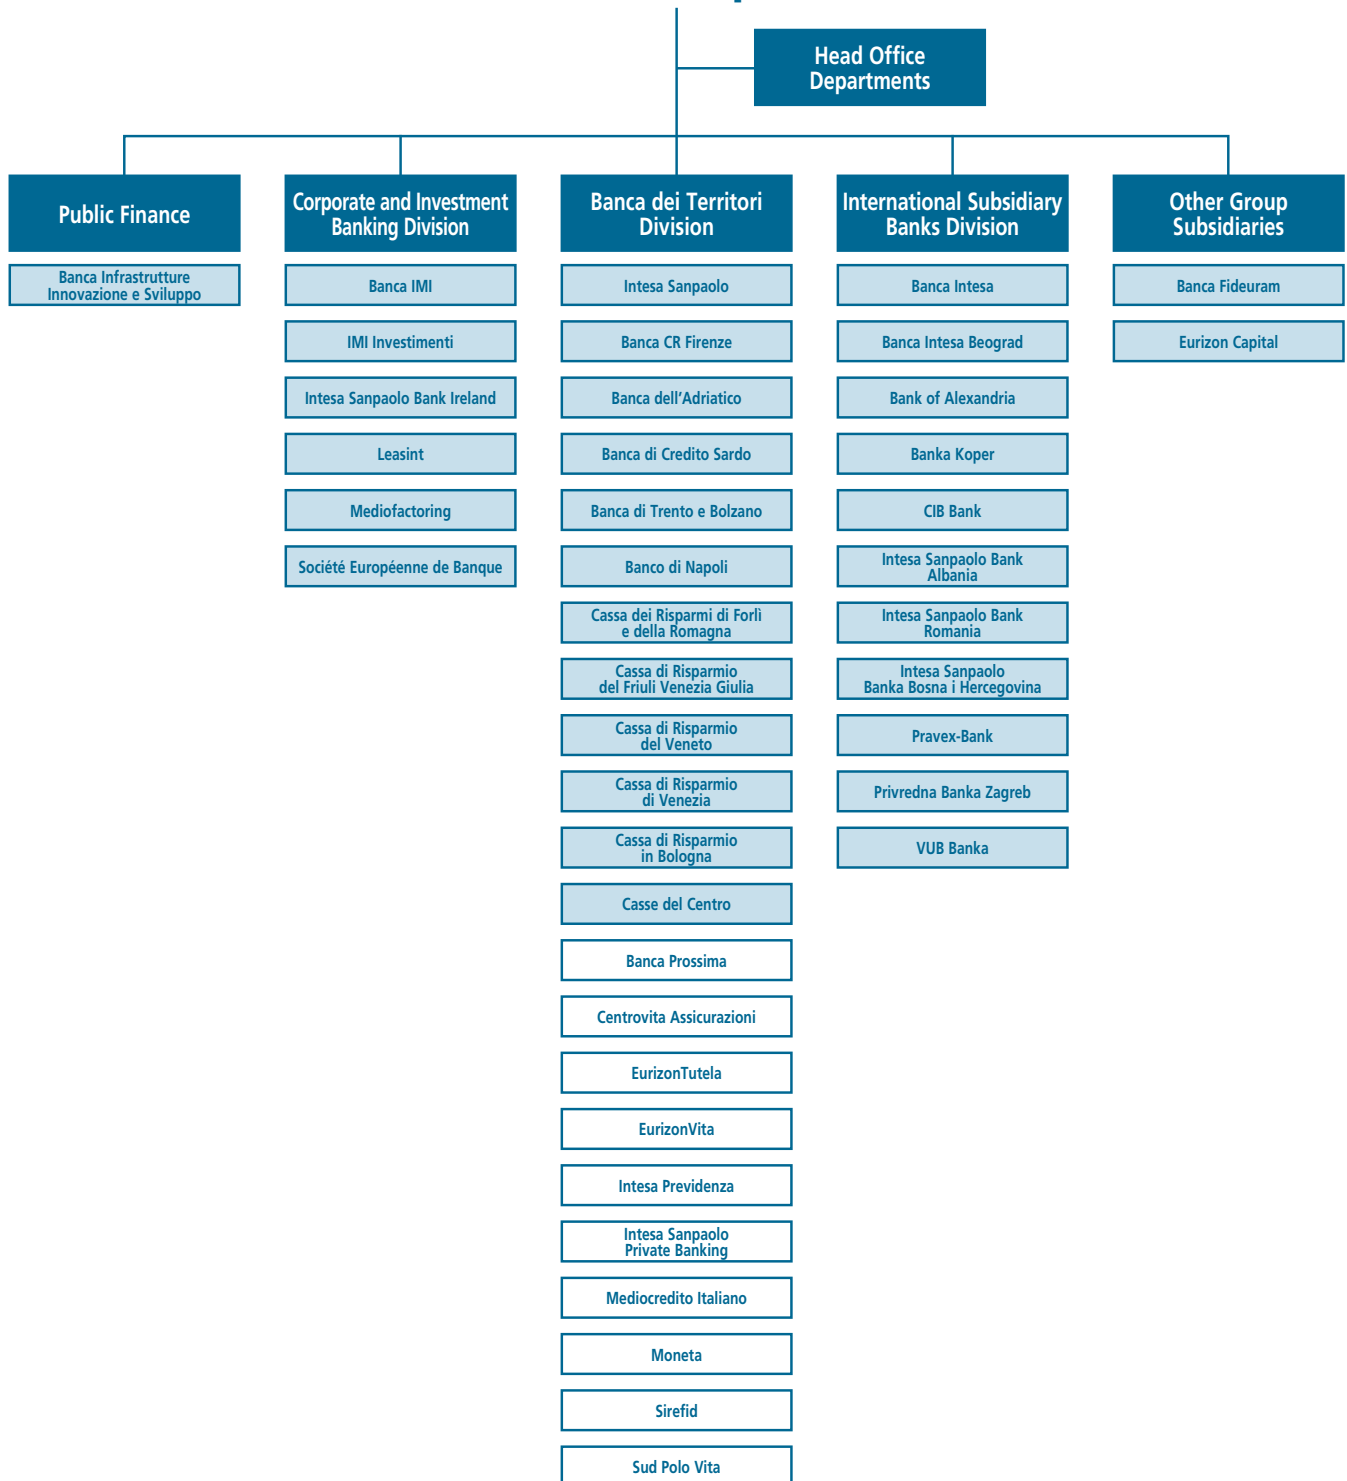 Head Office
Departments
Public Finance
Banca Infrastrutture
Innovazione e Sviluppo
Corporate and Investment
Banking Division
Banca IMI
IMI Investimenti
Intesa Sanpaolo Bank Ireland
Leasint
Mediofactoring
Société Européenne de Banque
Banca dei Territori
Division
Intesa Sanpaolo
Banca CR Firenze
Banca dell'Adriatico
Banca di Credito Sardo
Banca di Trento e Bolzano
Banco di Napoli
Cassa dei Risparmi di Forlì
e della Romagna
Cassa di Risparmio
del Friuli Venezia Giulia
Cassa di Risparmio
del Veneto
Cassa di Risparmio
di Venezia
Cassa di Risparmio
in Bologna
Casse del Centro
Banca Prossima
Centrovita Assicurazioni
EurizonTutela
EurizonVita
Intesa Previdenza
Intesa Sanpaolo
Private Banking
Mediocredito Italiano
Moneta
Sirefid
Sud Polo Vita
International Subsidiary
Banks Division
Banca Intesa
Banca Intesa Beograd
Bank of Alexandria
Banka Koper
CIB Bank
Intesa Sanpaolo Bank
Albania
Intesa Sanpaolo Bank
Romania
Intesa Sanpaolo
Banka Bosna i Hercegovina
Pravex-Bank
Privredna Banka Zagreb
VUB Banka
Other Group
Subsidiaries
Banca Fideuram
Eurizon Capital